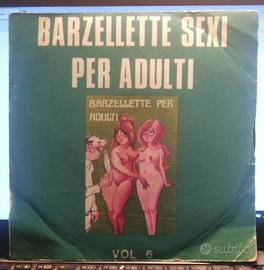 BARZELLETTE SEXI
PER ADULTI
BARZELLETTE PER
ADULTI
VOL 6
subito